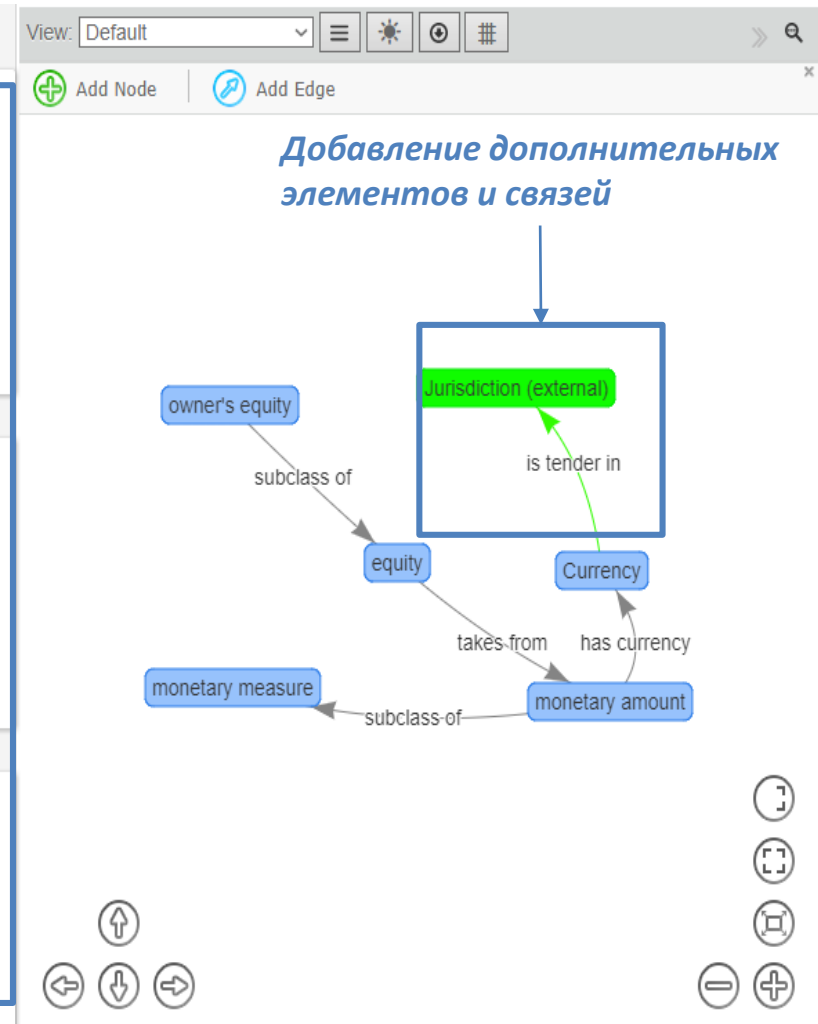 View: Default
Add Node
Add Edge
Добавление дополнительных
элементов и связей
Jurisdiction (external)
owner's equity
is tender in
subclass of
equity
Currency
takes from
has currency
monetary measure
monetary amount
subclass of